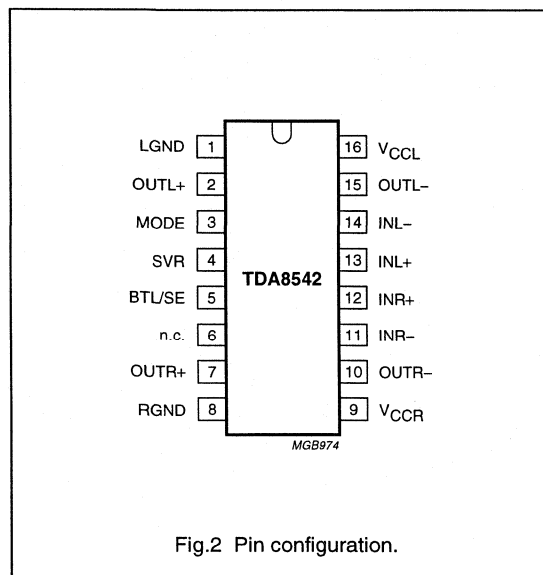 LGND 1 16 VCCL
OUTL+ 2 15 OUTL−
MODE 3 14 INL−
SVR 4 13 INL+
TDA8542
BTL/SE 5 12 INR+
n.c. 6 11 INR−
OUTR+ 7 10 OUTR−
RGND 8 9 VCCR
MGB974
Fig.2 Pin configuration.